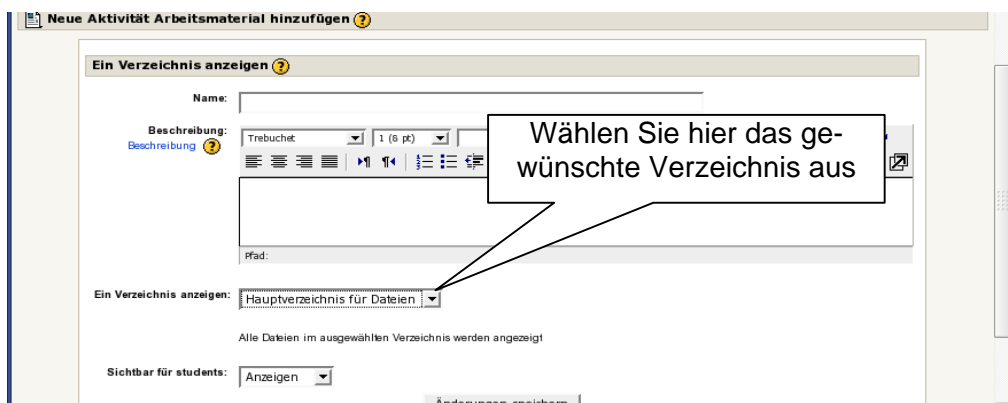 Neue Aktivität Arbeitsmaterial hinzufügen ?
Ein Verzeichnis anzeigen ?
Name:
Beschreibung:
Beschreibung ?
Trebuchet 1 (8 pt)
Wählen Sie hier das ge-
wünschte Verzeichnis aus
Pfad:
Ein Verzeichnis anzeigen: Hauptverzeichnis für Dateien
Alle Dateien im ausgewählten Verzeichnis werden angezeigt
Sichtbar für students: Anzeigen
Änderungen speichern